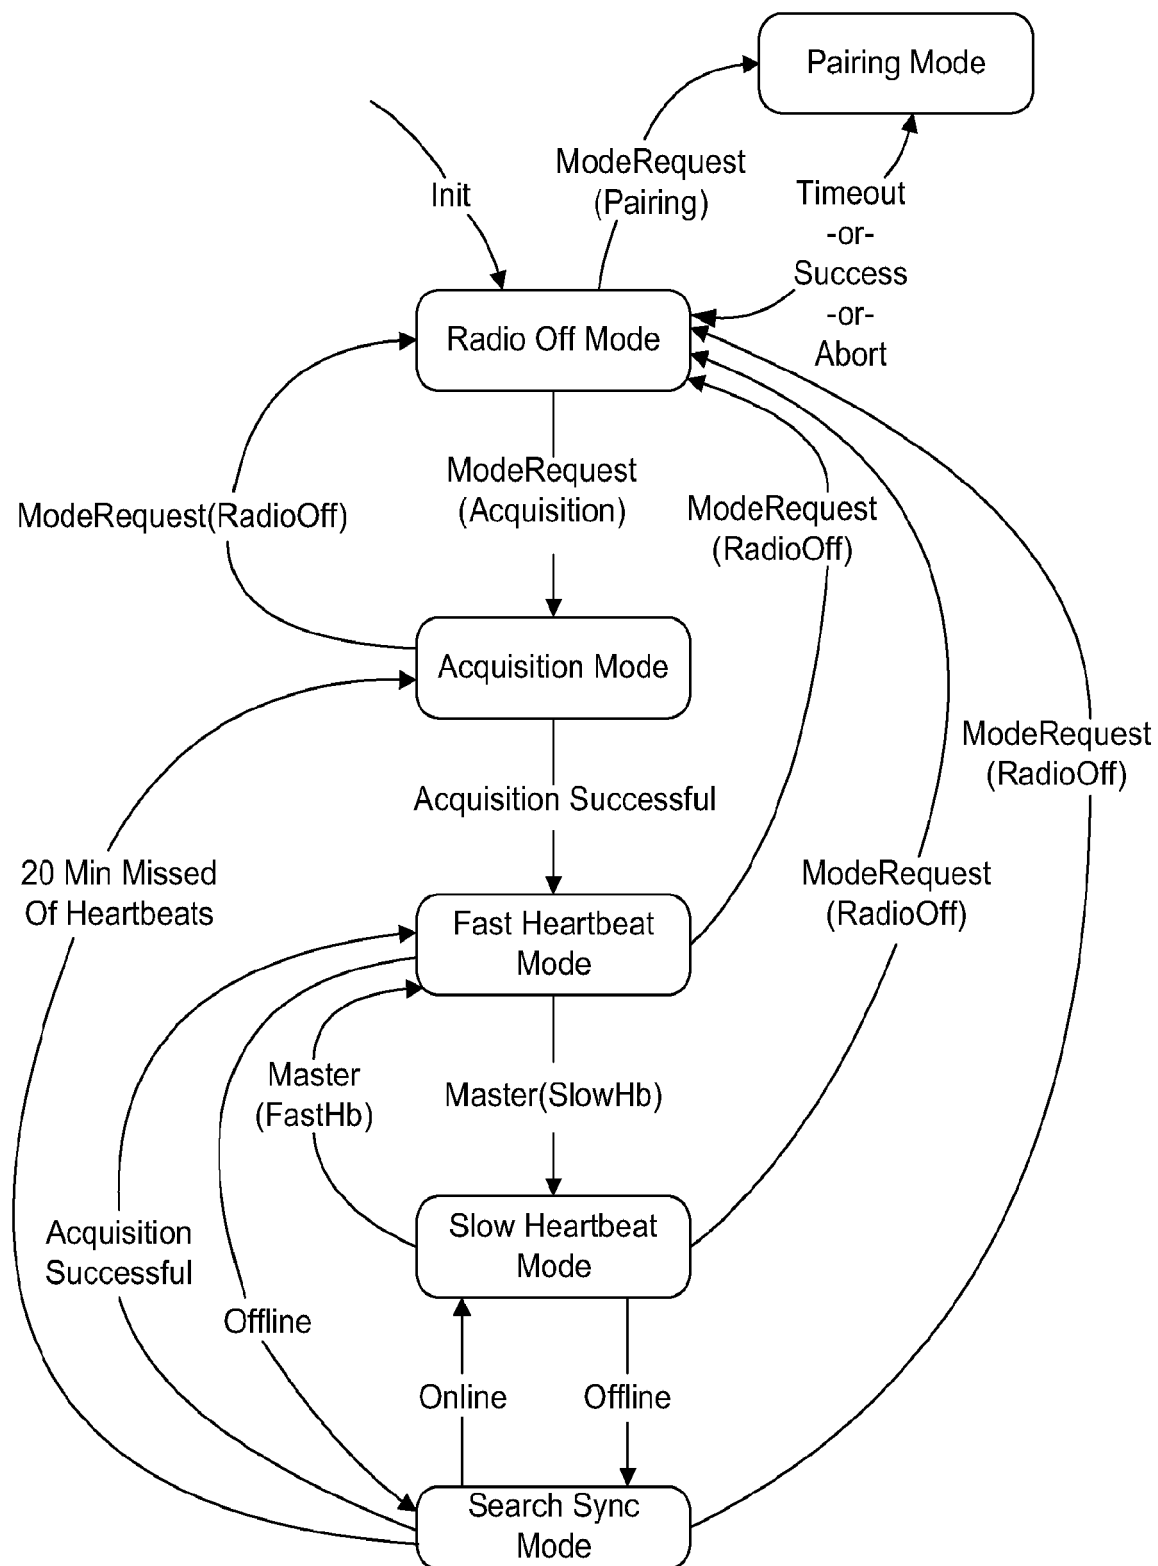 Pairing Mode
ModeRequest
(Pairing)
Init
Timeout
-or-
Success
-or-
Abort
Radio Off Mode
ModeRequest
(Acquisition)
ModeRequest(RadioOff)
ModeRequest
(RadioOff)
Acquisition Mode
ModeRequest
(RadioOff)
Acquisition Successful
20 Min Missed
Of Heartbeats
ModeRequest
(RadioOff)
Fast Heartbeat
Mode
Master
(FastHb)
Master(SlowHb)
Slow Heartbeat
Mode
Acquisition
Successful
Offline
Online
Offline
Search Sync
Mode